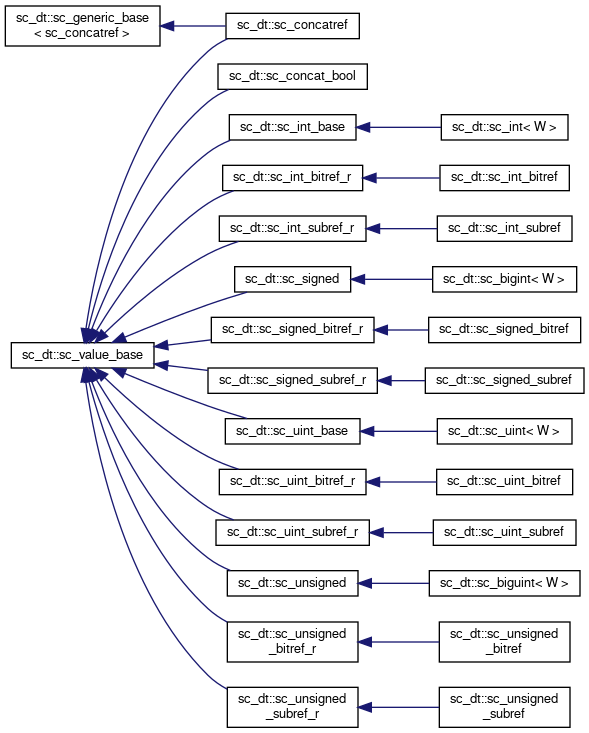 sc_dt::sc_generic_base
< sc_concatref >
sc_dt::sc_concatref
sc_dt::sc_concat_bool
sc_dt::sc_int_base
sc_dt::sc_int< W >
sc_dt::sc_int_bitref_r
sc_dt::sc_int_bitref
sc_dt::sc_int_subref_r
sc_dt::sc_int_subref
sc_dt::sc_signed
sc_dt::sc_bigint< W >
sc_dt::sc_signed_bitref_r
sc_dt::sc_signed_bitref
sc_dt::sc_value_base
sc_dt::sc_signed_subref_r
sc_dt::sc_signed_subref
sc_dt::sc_uint_base
sc_dt::sc_uint< W >
sc_dt::sc_uint_bitref_r
sc_dt::sc_uint_bitref
sc_dt::sc_uint_subref_r
sc_dt::sc_uint_subref
sc_dt::sc_unsigned
sc_dt::sc_biguint< W >
sc_dt::sc_unsigned
_bitref_r
sc_dt::sc_unsigned
_bitref
sc_dt::sc_unsigned
_subref_r
sc_dt::sc_unsigned
_subref